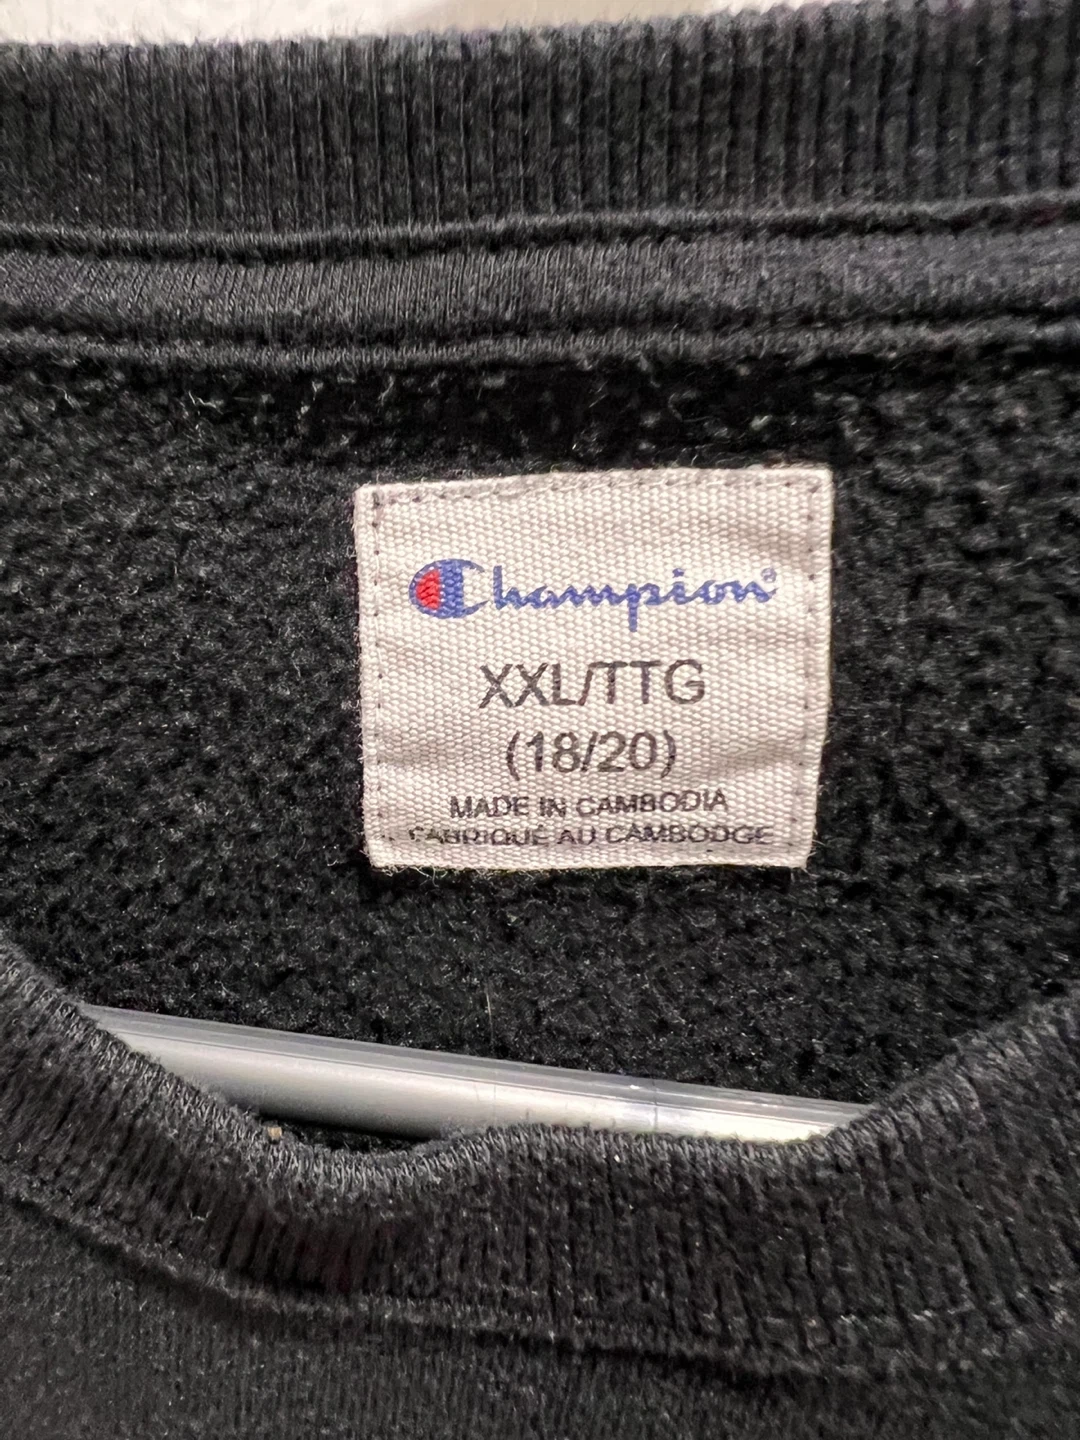 Champion®
XXL/TTG
(18/20)
MADE IN CAMBODIA
FABRIQUÉ AU CAMBODGE